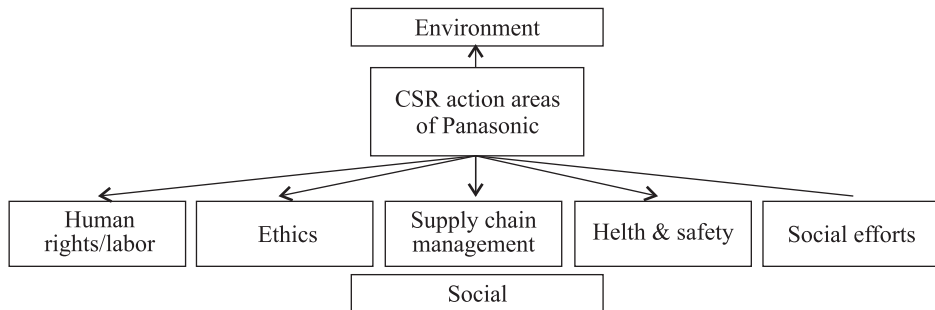 Environment
CSR action areas
of Panasonic
Human
rights/labor
Ethics
Supply chain
management
Helth & safety
Social efforts
Social